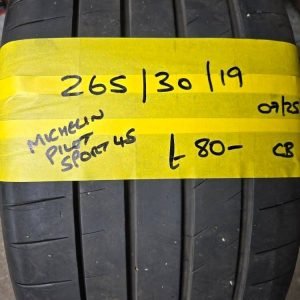 265/30/19
07/25
MICHELIN
PILOT
SPORT 4S
£80-
CB